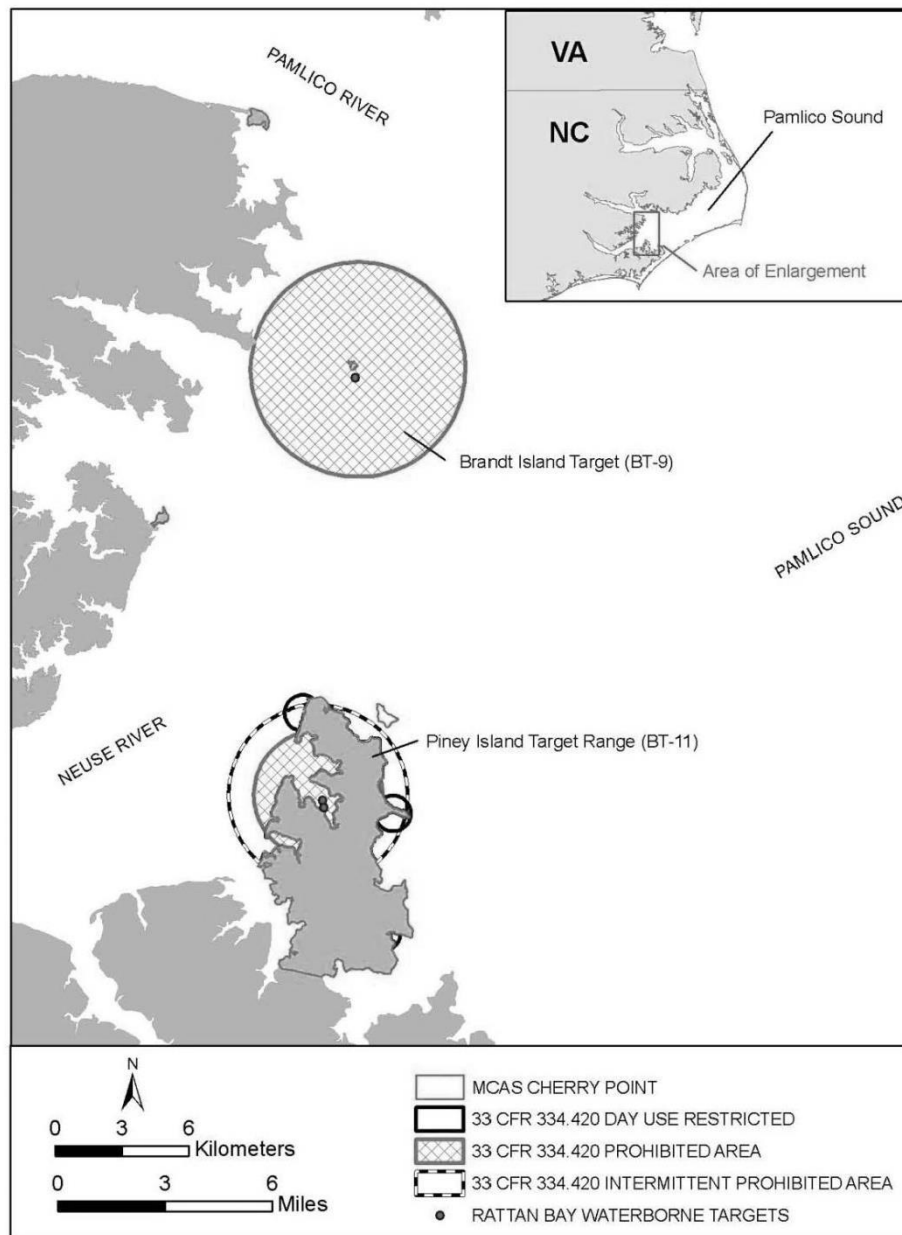 PAMLICO RIVER
VA
NC
Pamlico Sound
Area of Enlargement
Brandt Island Target (BT-9)
PAMLICO SOUND
NEUSE RIVER
Piney Island Target Range (BT-11)
N
0 3 6
Kilometers
0 3 6
Miles
MCAS CHERRY POINT
33 CFR 334.420 DAY USE RESTRICTED
33 CFR 334.420 PROHIBITED AREA
33 CFR 334.420 INTERMITTENT PROHIBITED AREA
RATTAN BAY WATERBORNE TARGETS